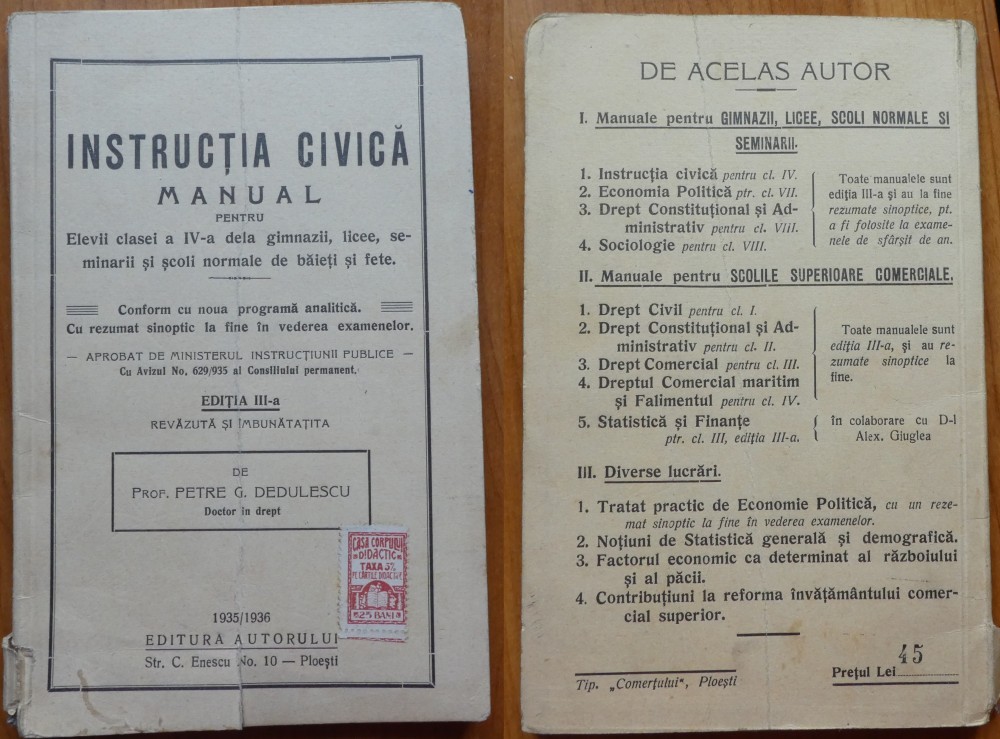 INSTRUCȚIA CIVICĂ
MANUAL
PENTRU
Elevii clasei a IV-a dela gimnazii, licee, se-
minarii și școli normale de băieți și fete.
Conform cu noua programă analitică.
Cu rezumat sinoptic la fine în vederea examenelor.
— APROBAT DE MINISTERUL INSTRUCȚIUNII PUBLICE —
Cu Avizul No, 629/935 al Consiliului permanent.
EDIȚIA III-a
REVĂZUTĂ ȘI ÎMBUNĂTAȚITA
DE
PROF. PETRE G. DEDULESCU
Doctor în drept
CASA CORPULUI
DIDACTIC
TAXA 5%
PE CĂRȚILE DIDACTICE
25 BANI
1935/1936
EDITURA AUTORULUI
Str. C. Enescu No. 10 — Ploești
DE ACELAS AUTOR
I. Manuale pentru GIMNAZII, LICEE, SCOLI NORMALE SI
SEMINARII.
1. Instrucția civică pentru cl. IV.
2. Economia Politică ptr. cl. VII.
3. Drept Constituțional și Ad-
ministrativ pentru cl. VIII.
4. Sociologie pentru cl. VIII.
Toate manualele sunt
ediția III-a și au la fine
rezumate sinoptice, pt.
a fi folosite la exame-
nele de sfârșit de an.
II. Manuale pentru SCOLILE SUPERIOARE COMERCIALE.
1. Drept Civil pentru cl. I.
2. Drept Constituțional și Ad-
ministrativ pentru cl. II.
3. Drept Comercial pentru cl. III.
4. Dreptul Comercial maritim
și Falimentul pentru cl. IV.
Toate manualele sunt
ediția III-a, și au re-
zumate sinoptice la
fine.
5. Statistică și Finanțe
ptr. cl. III, ediția III-a.
în colaborare cu D-l
Alex. Giuglea
III. Diverse lucrări.
1. Tratat practic de Economie Politică, cu un reze-
mat sinoptic la fine în vederea examenelor.
2. Noțiuni de Statistică generală și demografică.
3. Factorul economic ca determinat al războiului
și al păcii.
4. Contribuțiuni la reforma învățământului comer-
cial superior.
Tip. „Comerțului", Ploești
Prețul Lei 45